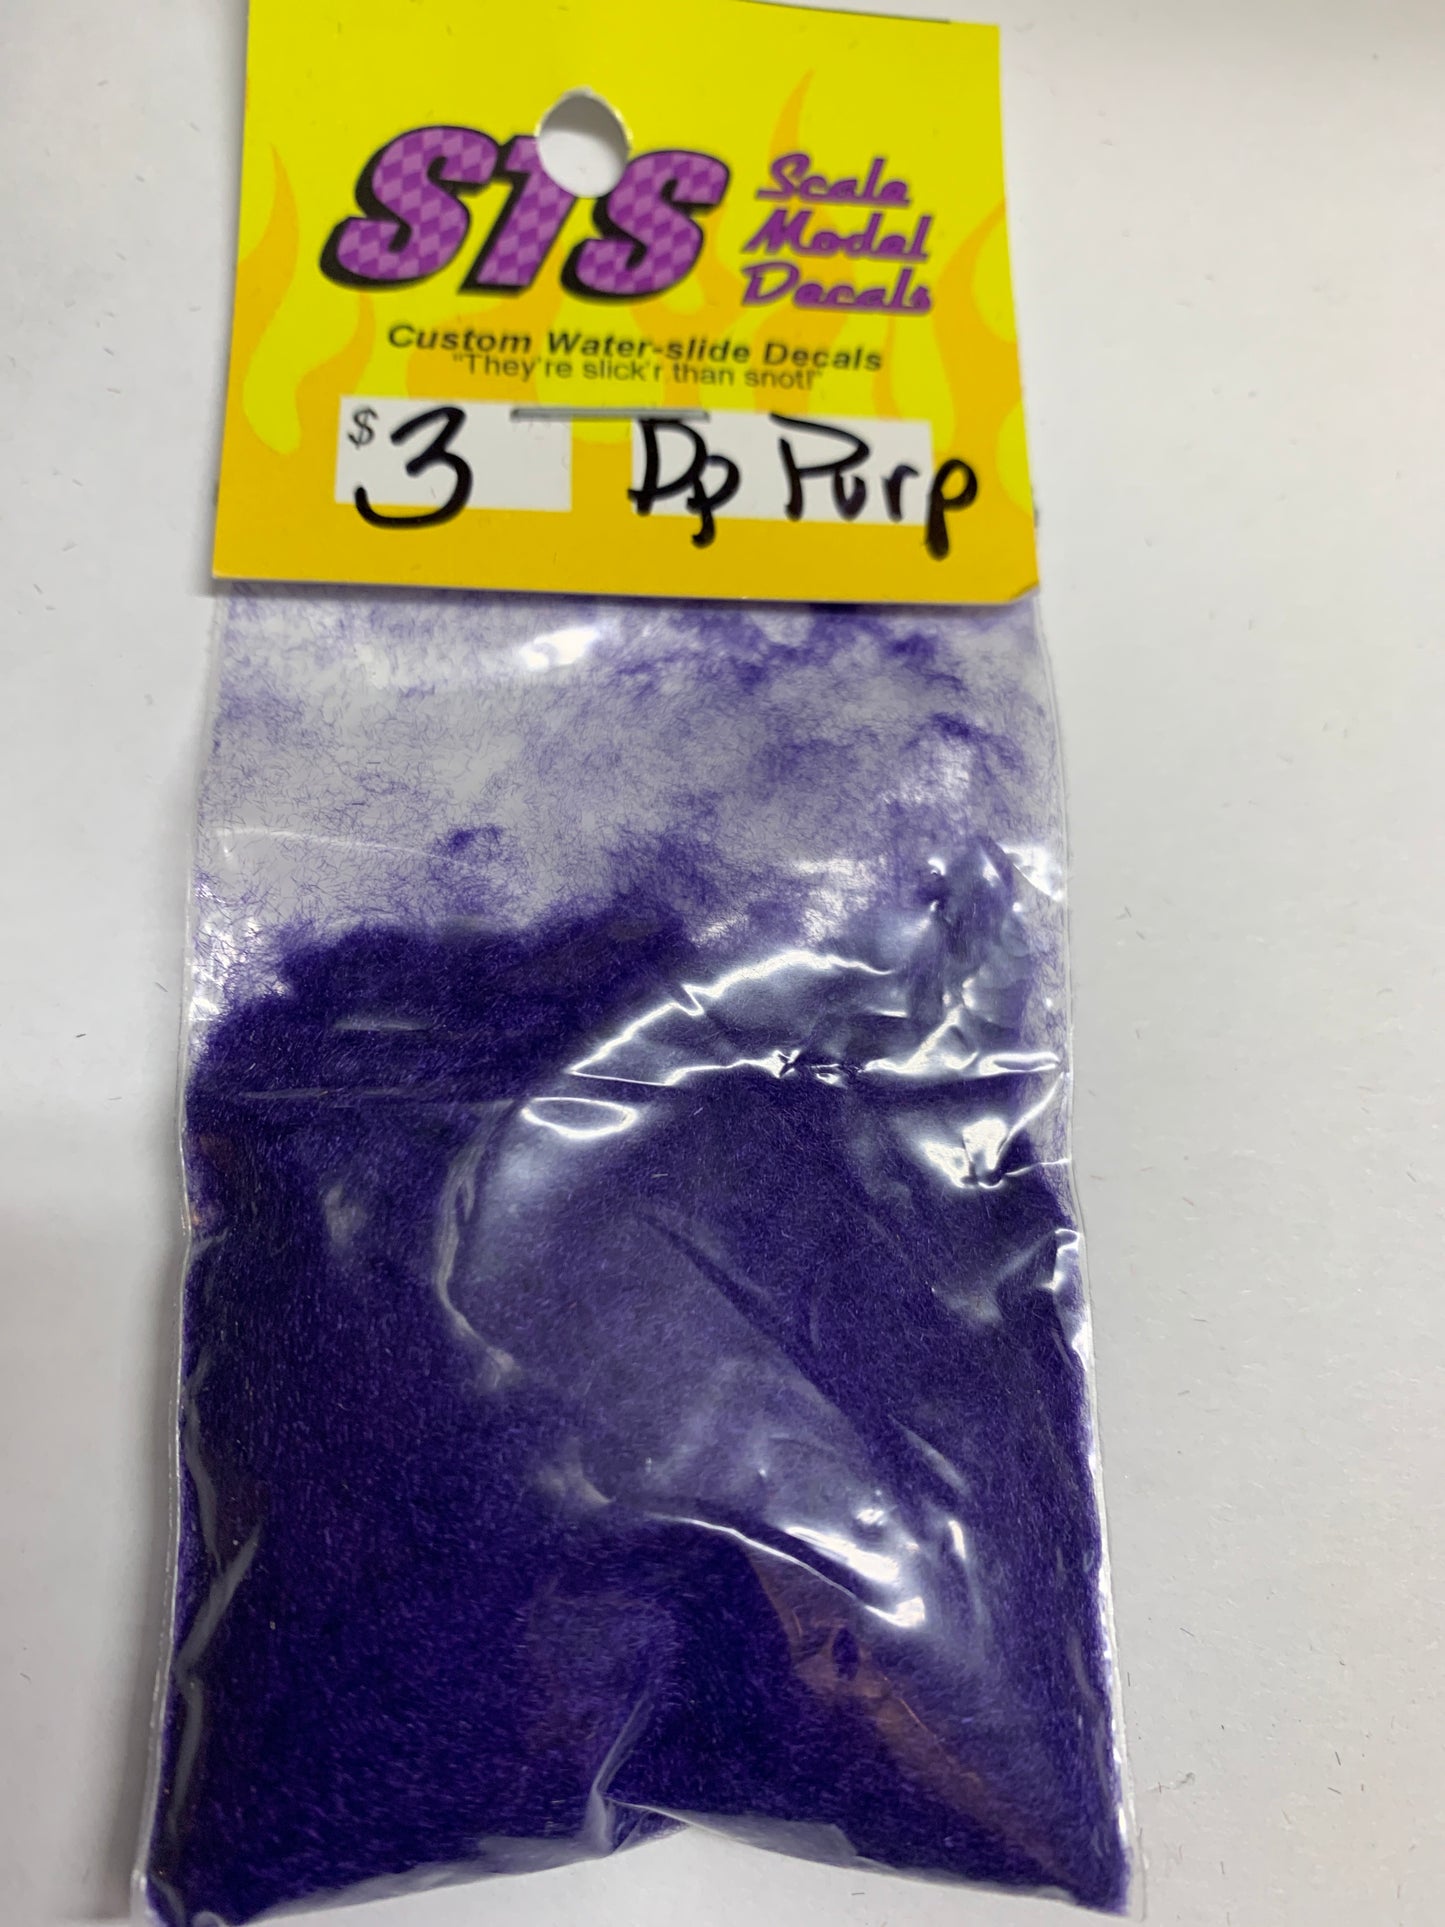 STS
Scale
Model
Decals
Custom Water-slide Decals
"They're slick'r than snot!"
$3 Dp Purp